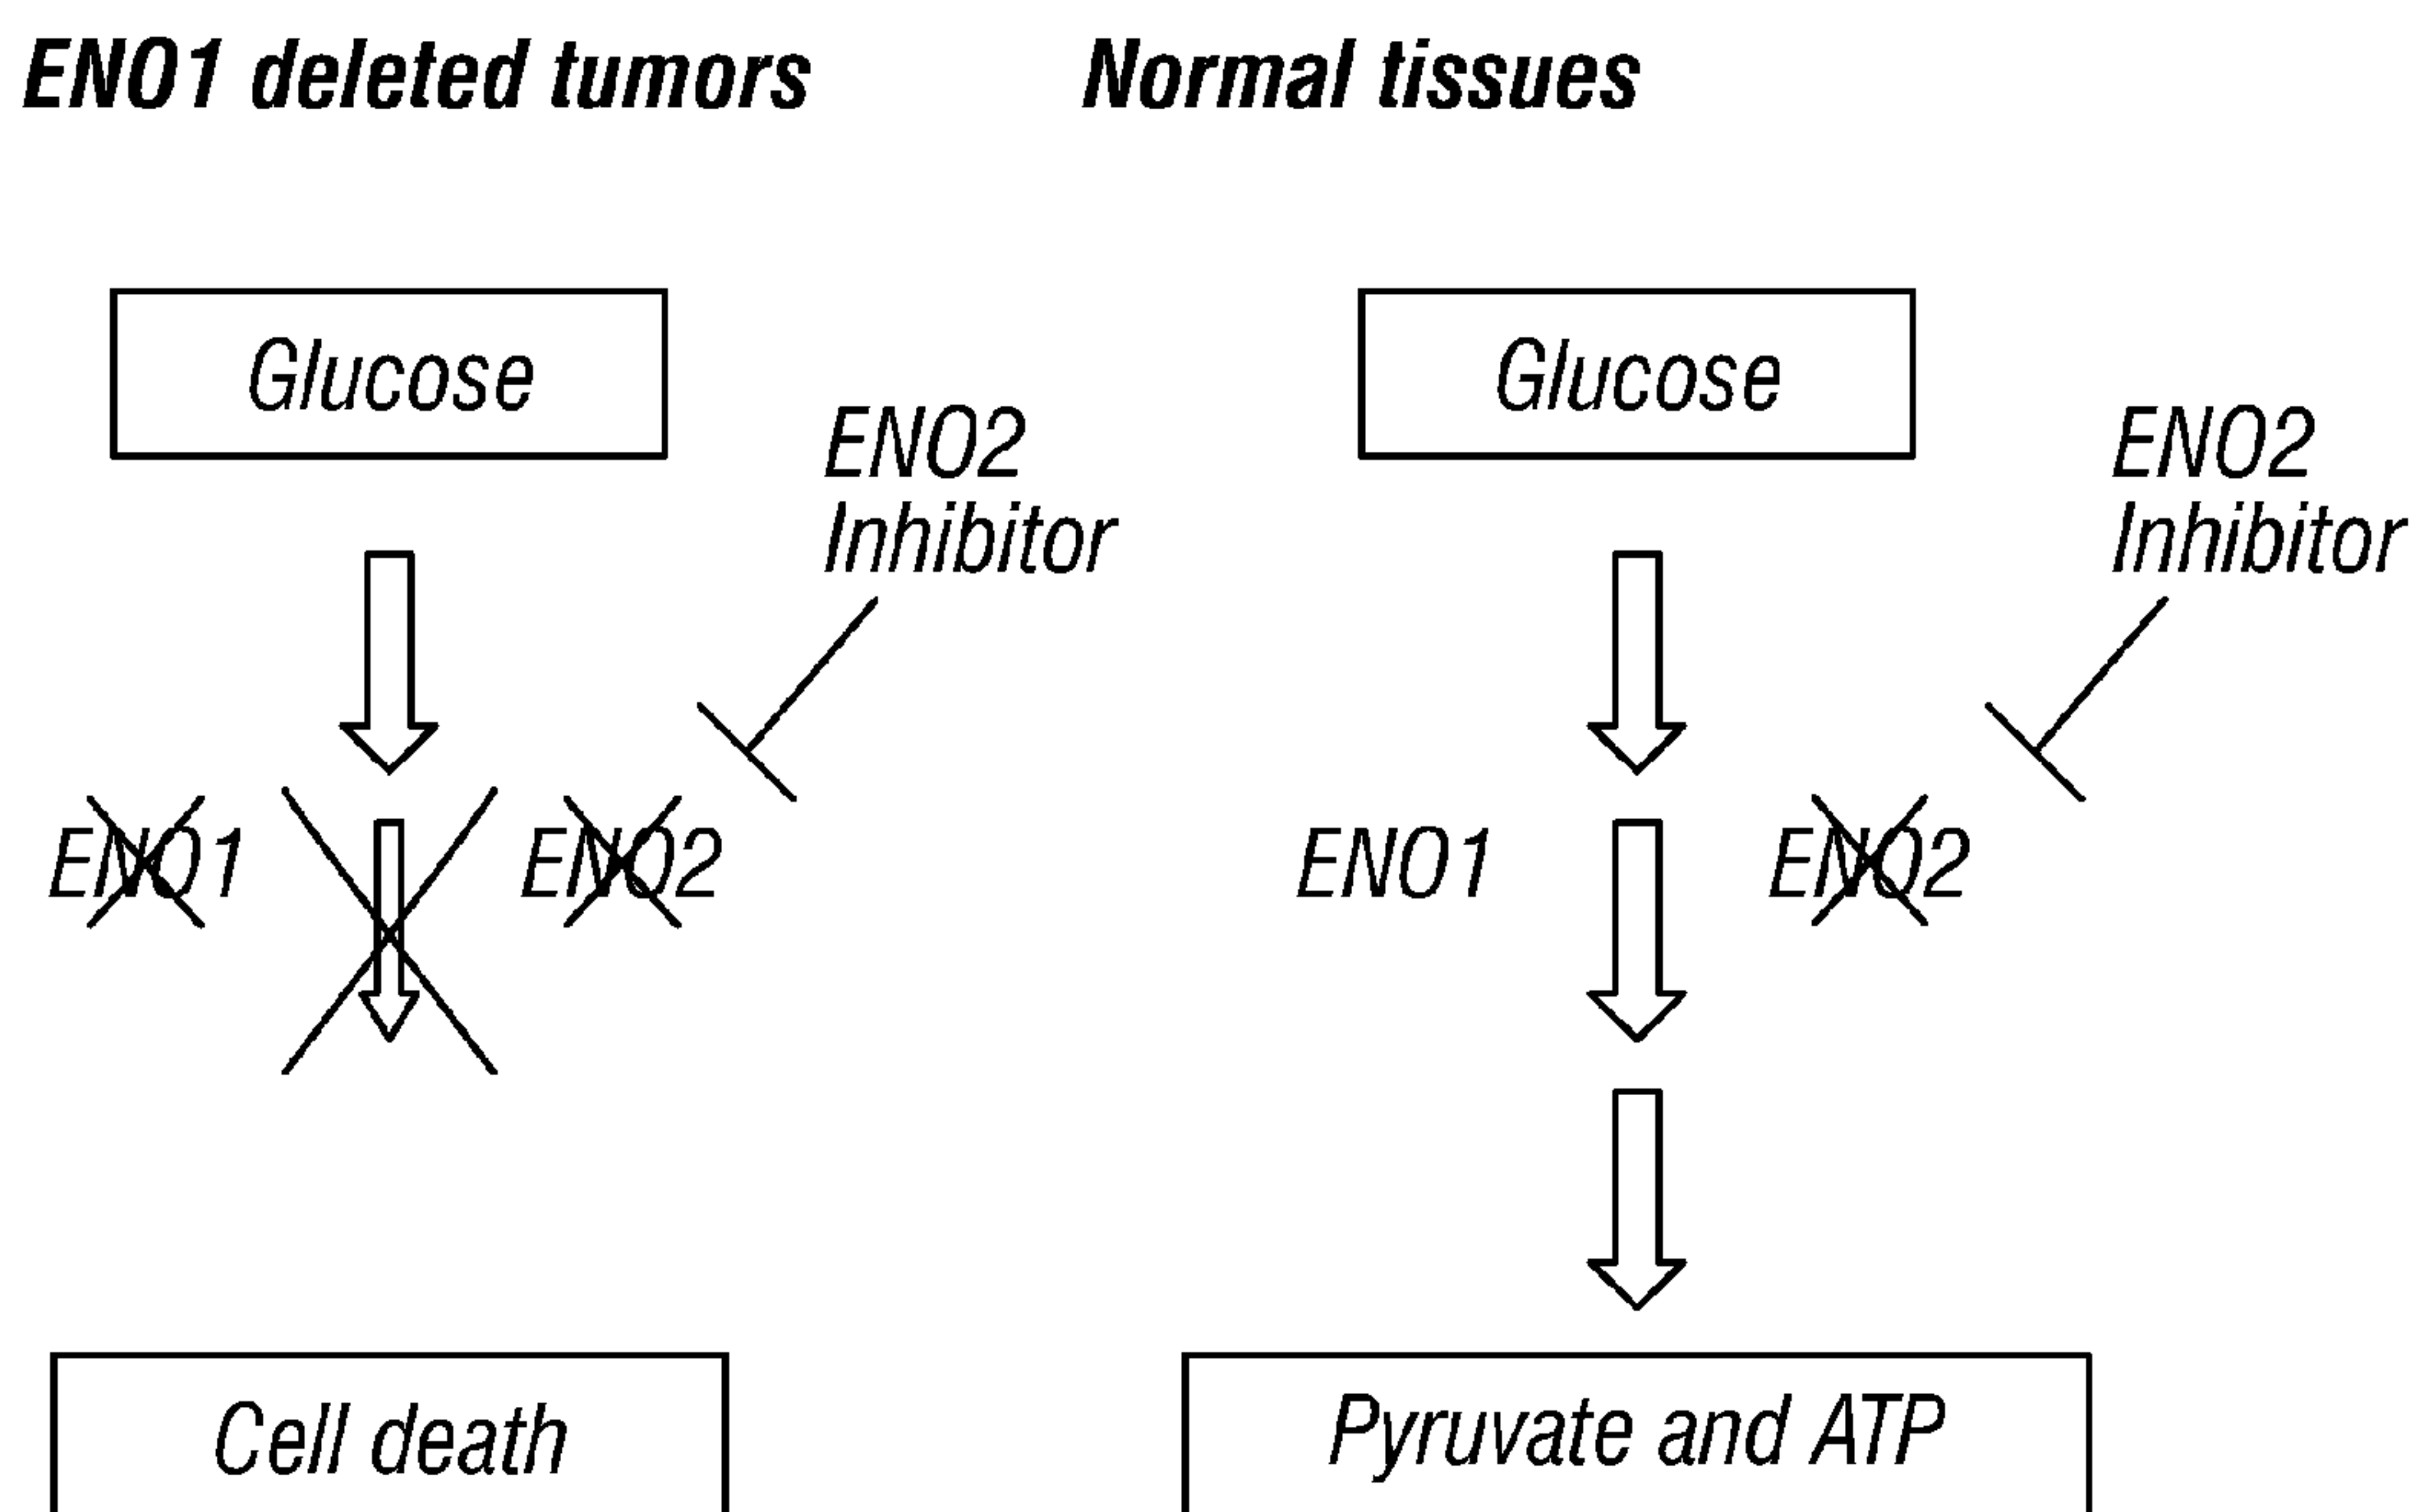 ENO1 deleted tumors
Glucose
ENO2
Inhibitor
ENO1
ENO2
Cell death
Normal tissues
Glucose
ENO2
Inhibitor
ENO1
ENO2
Pyruvate and ATP